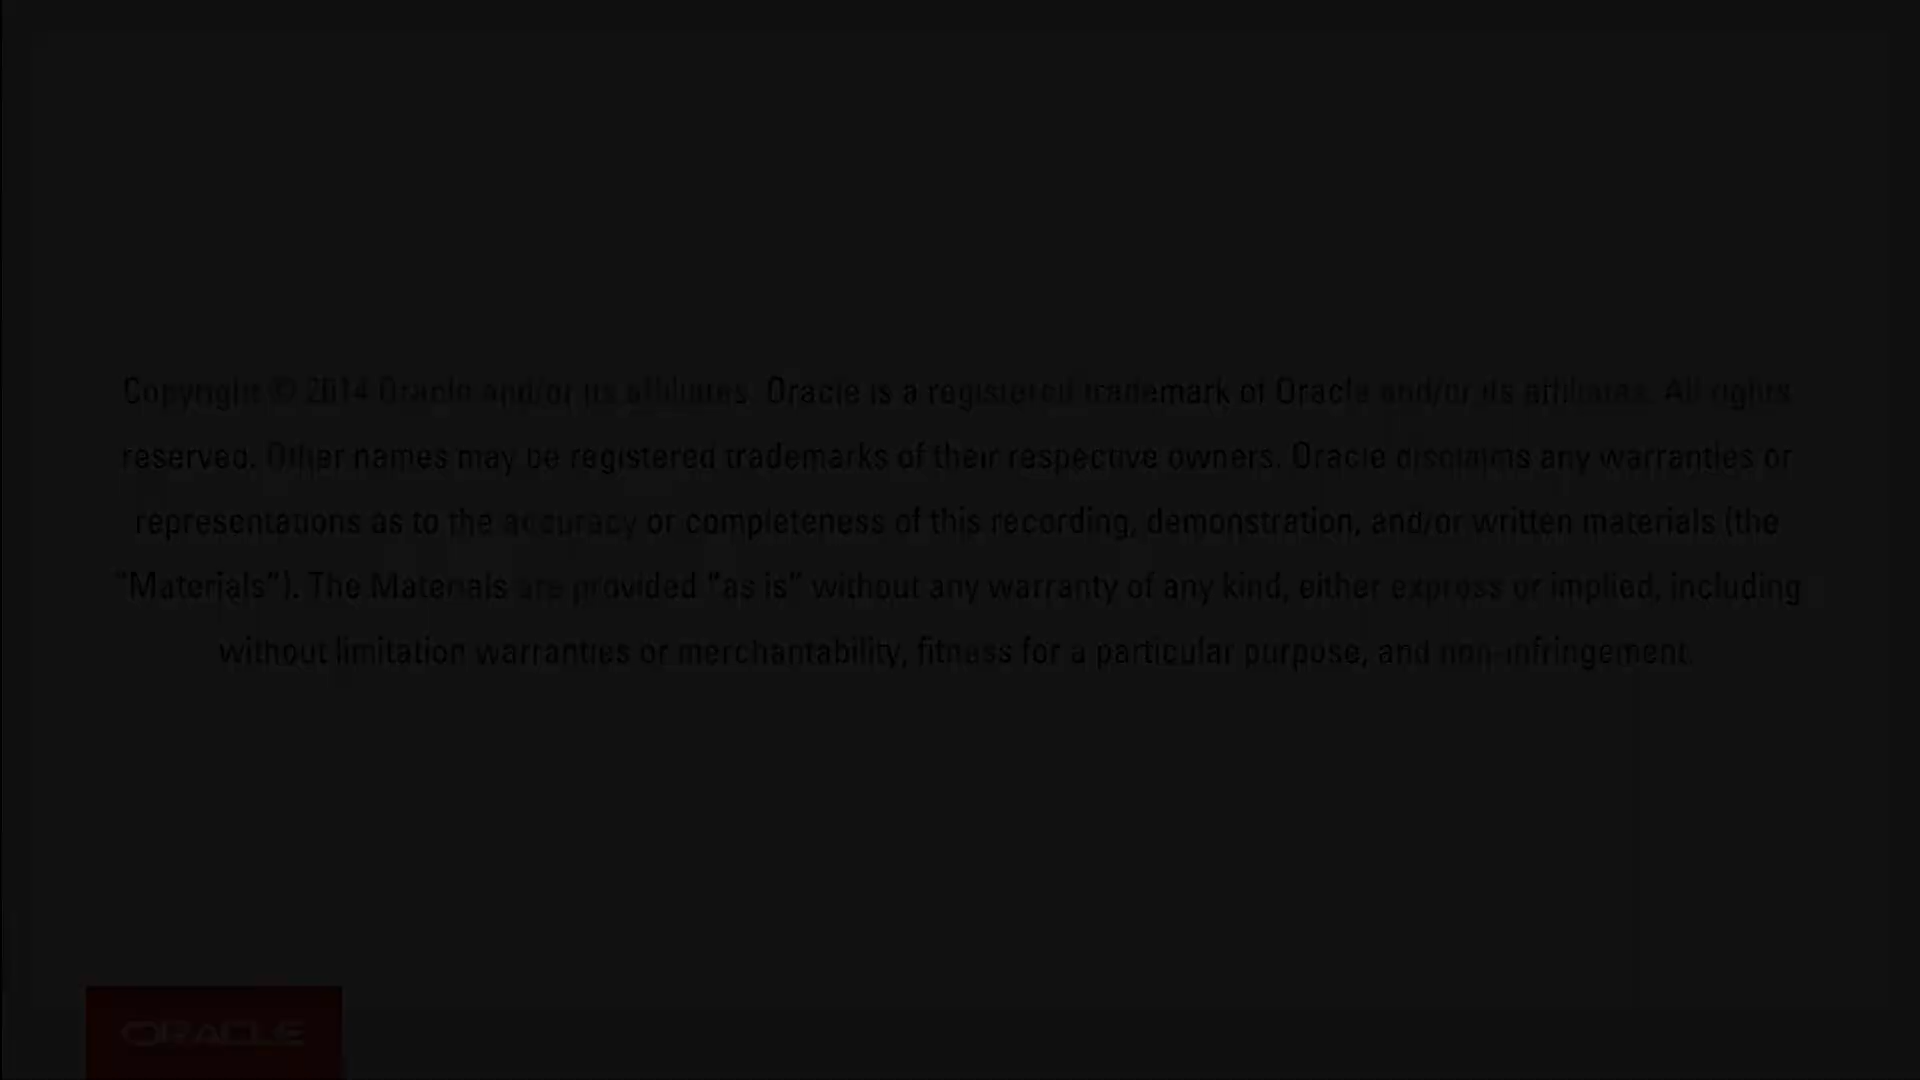 Copyright © 2014 Oracle and/or its affiliates. Oracle is a registered trademark of Oracle and/or its affiliates. All rights
reserved. Other names may be registered trademarks of their respective owners. Oracle disclaims any warranties or
representations as to the accuracy or completeness of this recording, demonstration, and/or written materials (the
“Materials”). The Materials are provided “as is” without any warranty of any kind, either express or implied, including
without limitation warranties or merchantability, fitness for a particular purpose, and non-infringement.
ORACLE